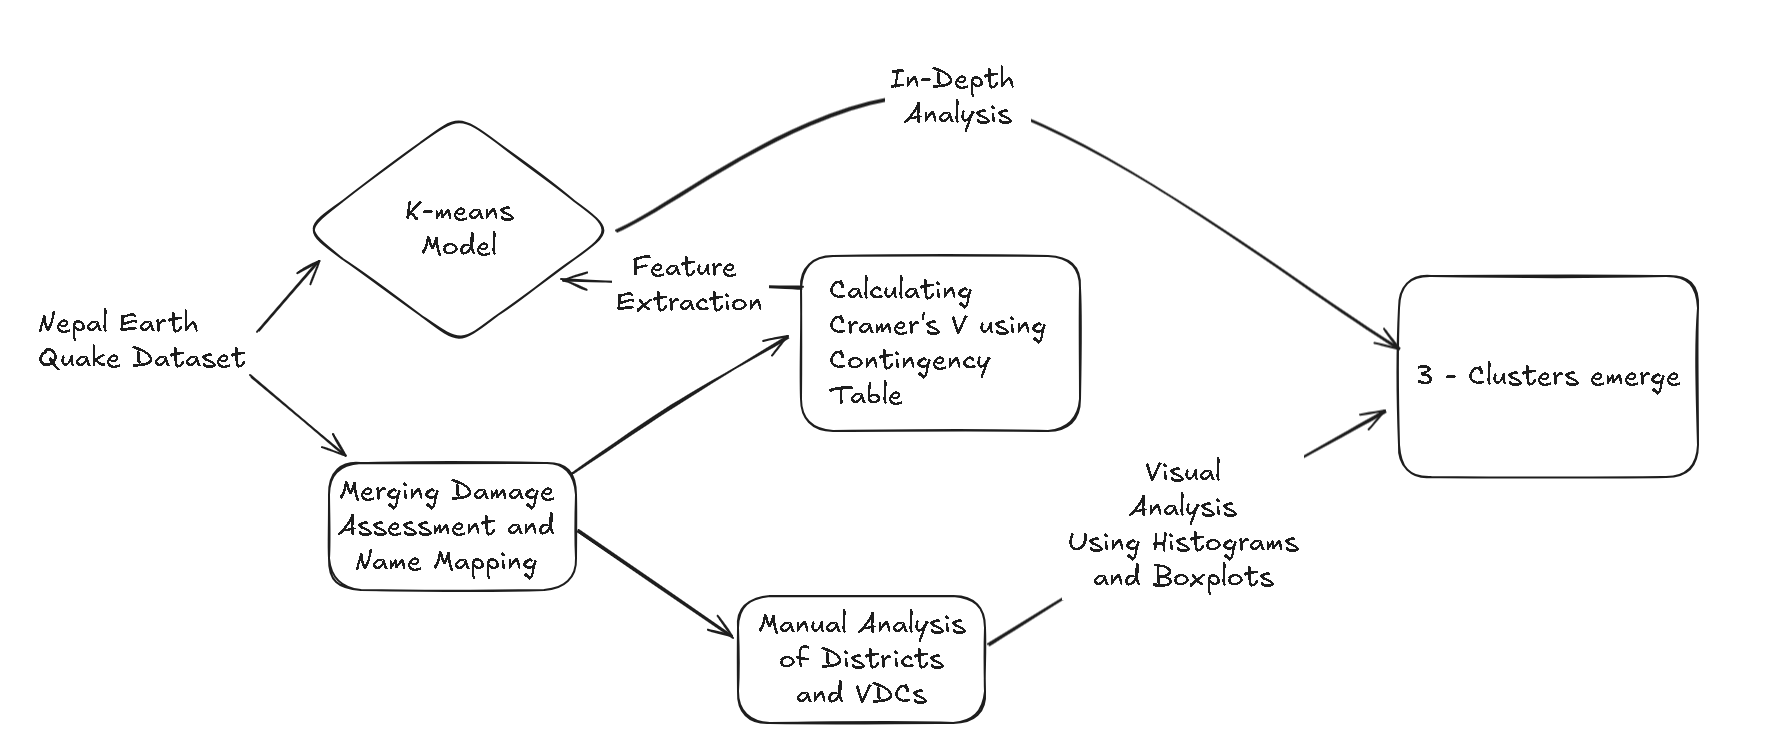 In-Depth
Analysis
K-means
Model
Feature
Extraction
Calculating
Cramer's V using
Contingency
Table
Nepal Earth
Quake Dataset
3 - Clusters emerge
Merging Damage
Assessment and
Name Mapping
Visual
Analysis
Using Histograms
and Boxplots
Manual Analysis
of Districts
and VDCs